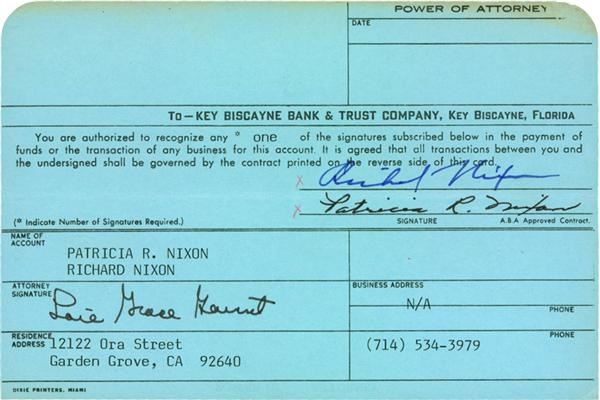 POWER OF ATTORNEY
DATE
To—KEY BISCAYNE BANK & TRUST COMPANY, KEY BISCAYNE, FLORIDA
You are authorized to recognize any * one of the signatures subscribed below in the payment of
funds or the transaction of any business for this account. It is agreed that all transactions between you and
the undersigned shall be governed by the contract printed on the reverse side of this card.
X Richard Nixon
X Patricia R. Nixon
(* Indicate Number of Signatures Required.)
SIGNATURE A.B.A Approved Contract.
NAME OF
ACCOUNT
PATRICIA R. NIXON
RICHARD NIXON
ATTORNEY
SIGNATURE
Grace
BUSINESS ADDRESS
N/A
PHONE
RESIDENCE
ADDRESS 12122 Ora Street
Garden Grove, CA 92640
PHONE
(714) 534-3979
DIXIE PRINTERS, MIAMI